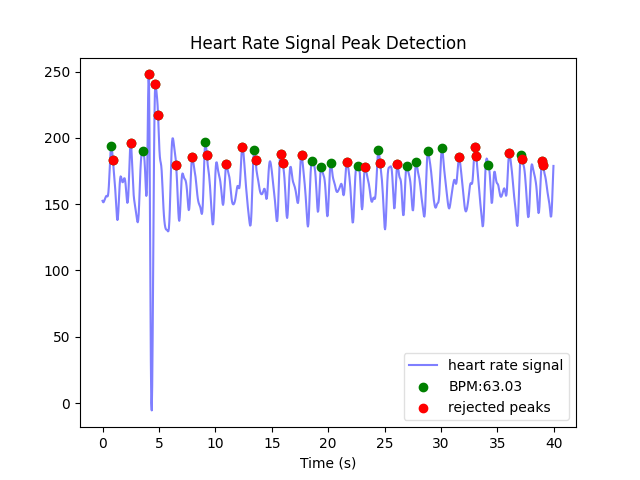 Heart Rate Signal Peak Detection
250
200
150
100
50
0
0 5 10 15 20 25 30 35 40
Time (s)
heart rate signal
BPM:63.03
rejected peaks